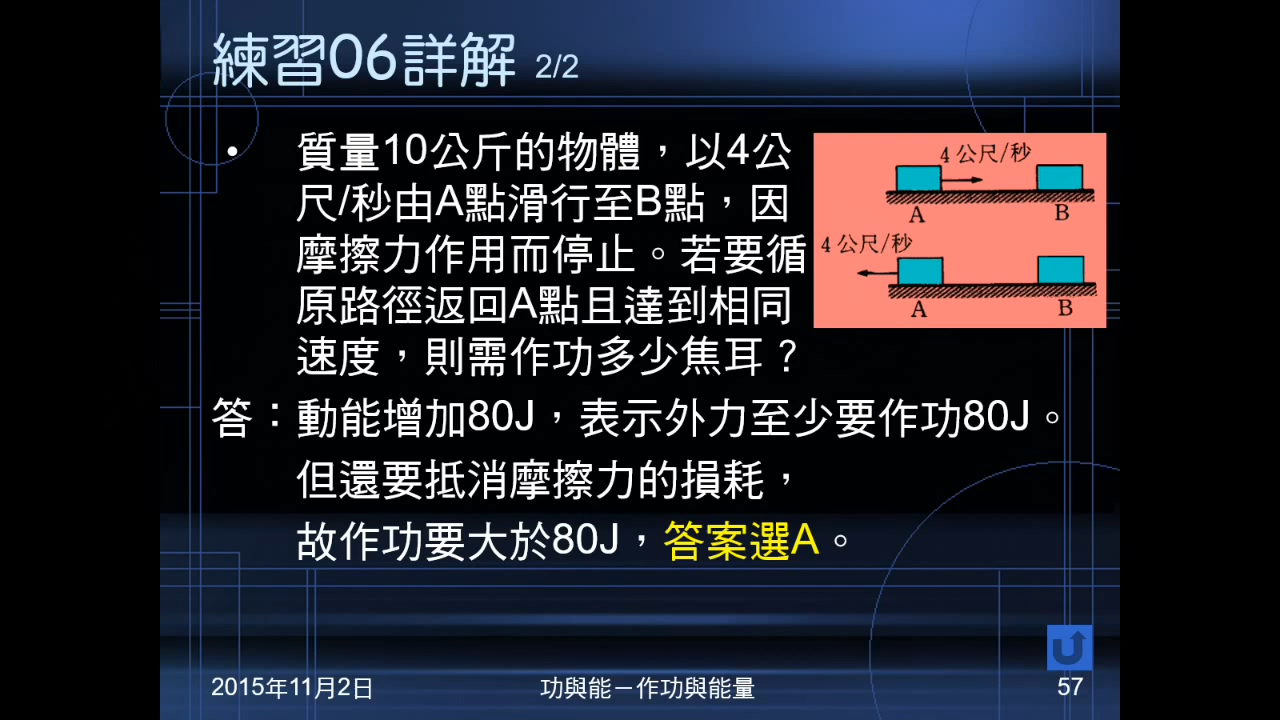 練習06詳解 2/2
• 質量10公斤的物體，以4公
尺/秒由A點滑行至B點，因
摩擦力作用而停止。若要循
原路徑返回A點且達到相同
速度，則需作功多少焦耳？
4 公尺/秒
A B
4 公尺/秒
A B
答：動能增加80J，表示外力至少要作功80J。
但還要抵消摩擦力的損耗，
故作功要大於80J，答案選A。
2015年11月2日 功與能－作功與能量 57